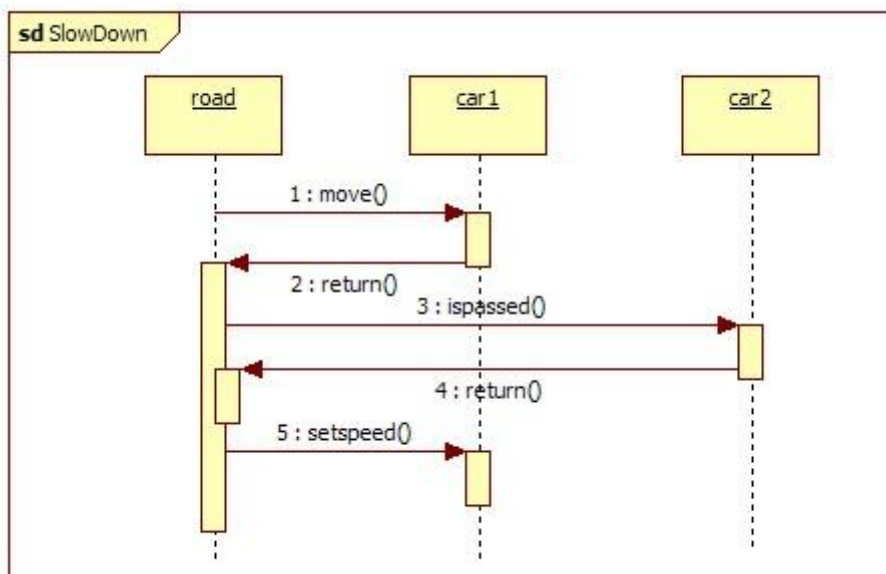 sd SlowDown
road
car1
car2
1 : move()
2 : return()
3 : ispassed()
4 : return()
5 : setspeed()